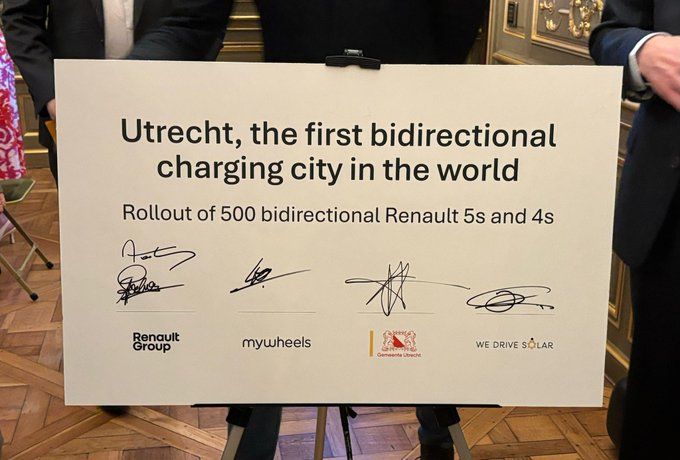 Utrecht, the first bidirectional
charging city in the world
Rollout of 500 bidirectional Renault 5s and 4s
Renault
Group
mywheels
Gemeente Utrecht
WE DRIVE SOLAR